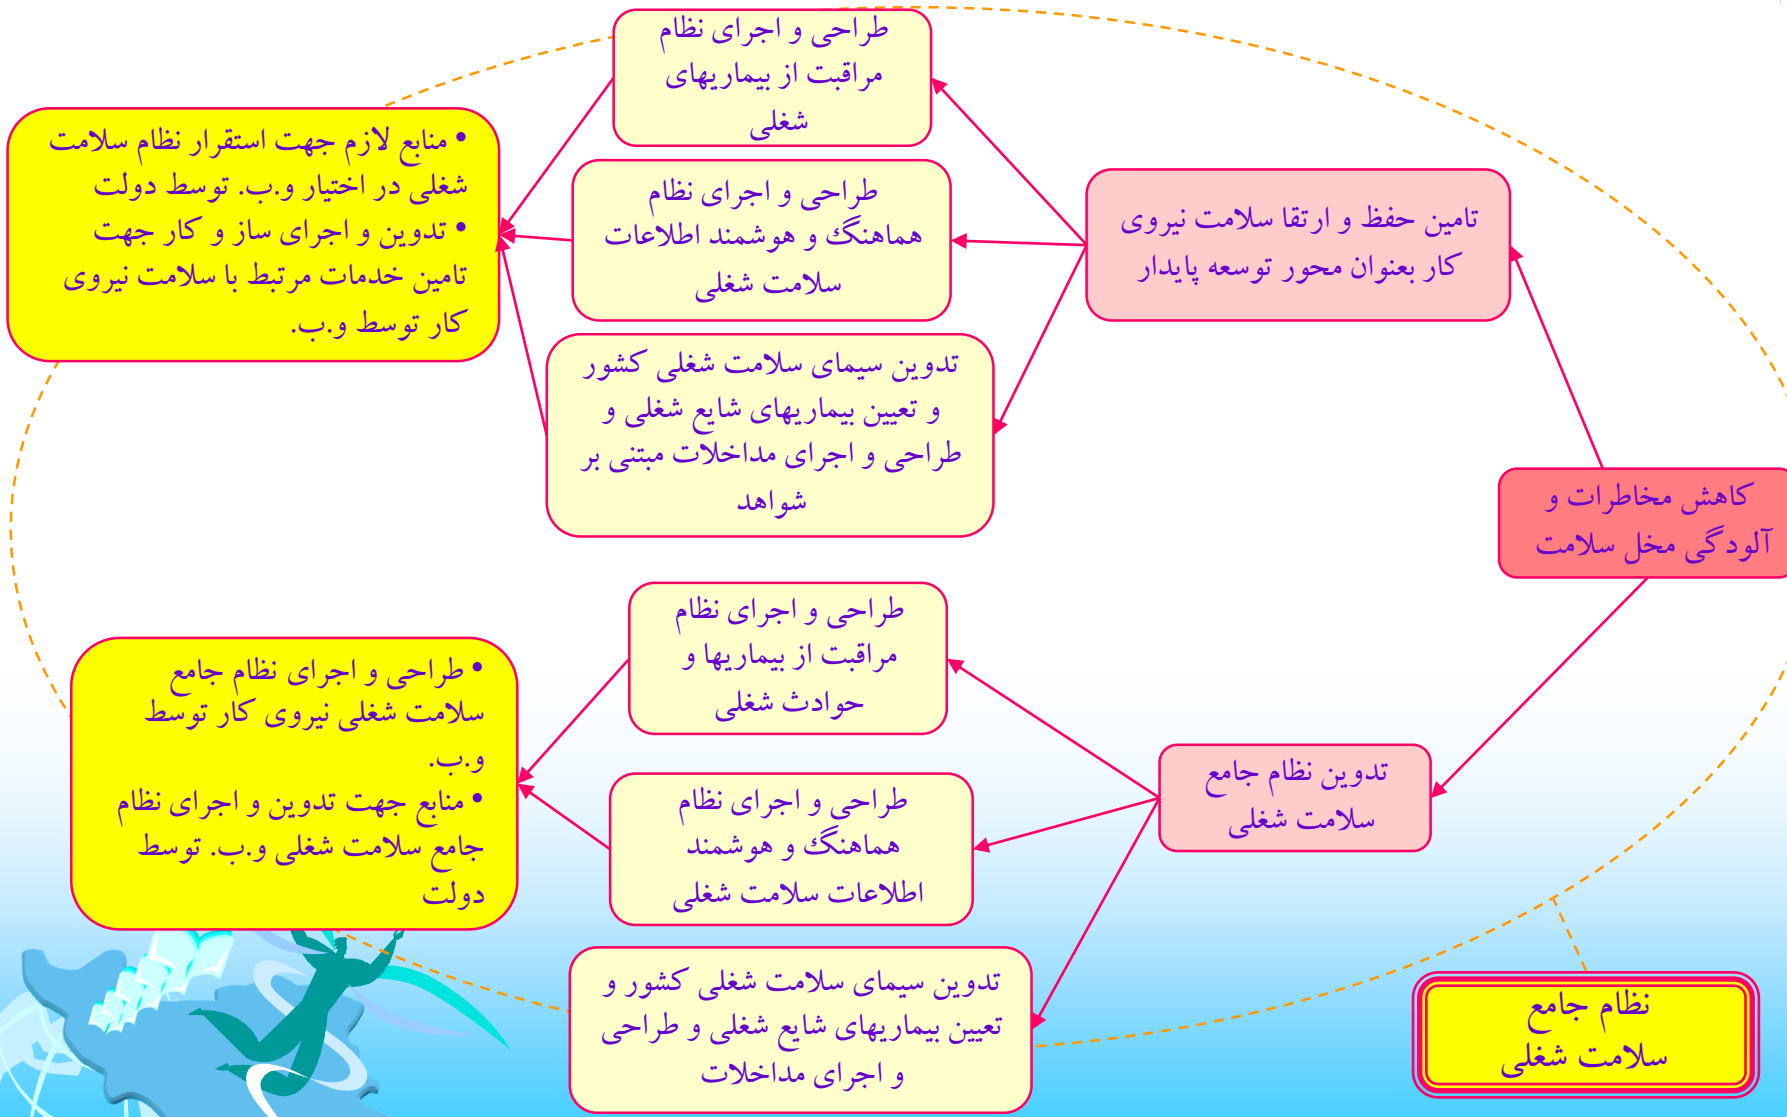 کاهش مخاطرات و
آلودگی مخل سلامت
تامین حفظ و ارتقا سلامت نیروی
کار بعنوان محور توسعه پایدار
طراحی و اجرای نظام
مراقبت از بیماریهای
شغلی
طراحی و اجرای نظام
هماهنگ و هوشمند اطلاعات
سلامت شغلی
تدوین سیمای سلامت شغلی کشور
و تعیین بیماریهای شایع شغلی و
طراحی و اجرای مداخلات مبتنی بر
شواهد
• منابع لازم جهت استقرار نظام سلامت
شغلی در اختیار و.ب. توسط دولت
• تدوین و اجرای ساز و کار جهت
تامین خدمات مرتبط با سلامت نیروی
کار توسط و.ب.
تدوین نظام جامع
سلامت شغلی
طراحی و اجرای نظام
مراقبت از بیماریها و
حوادث شغلی
طراحی و اجرای نظام
هماهنگ و هوشمند
اطلاعات سلامت شغلی
تدوین سیمای سلامت شغلی کشور و
تعیین بیماریهای شایع شغلی و طراحی
و اجرای مداخلات
• طراحی و اجرای نظام جامع
سلامت شغلی نیروی کار توسط
و.ب.
• منابع جهت تدوین و اجرای نظام
جامع سلامت شغلی و.ب. توسط
دولت
نظام جامع
سلامت شغلی